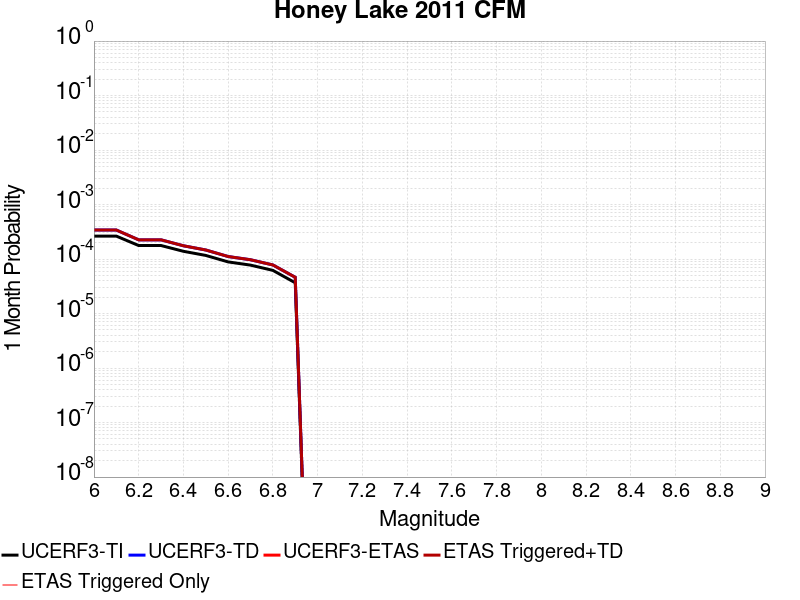 Honey Lake 2011 CFM
10^0
10^-1
10^-2
10^-3
10^-4
10^-5
10^-6
10^-7
10^-8
1 Month Probability
6 6.2 6.4 6.6 6.8 7 7.2 7.4 7.6 7.8 8 8.2 8.4 8.6 8.8 9
Magnitude
UCERF3-TI UCERF3-TD UCERF3-ETAS ETAS Triggered+TD
ETAS Triggered Only